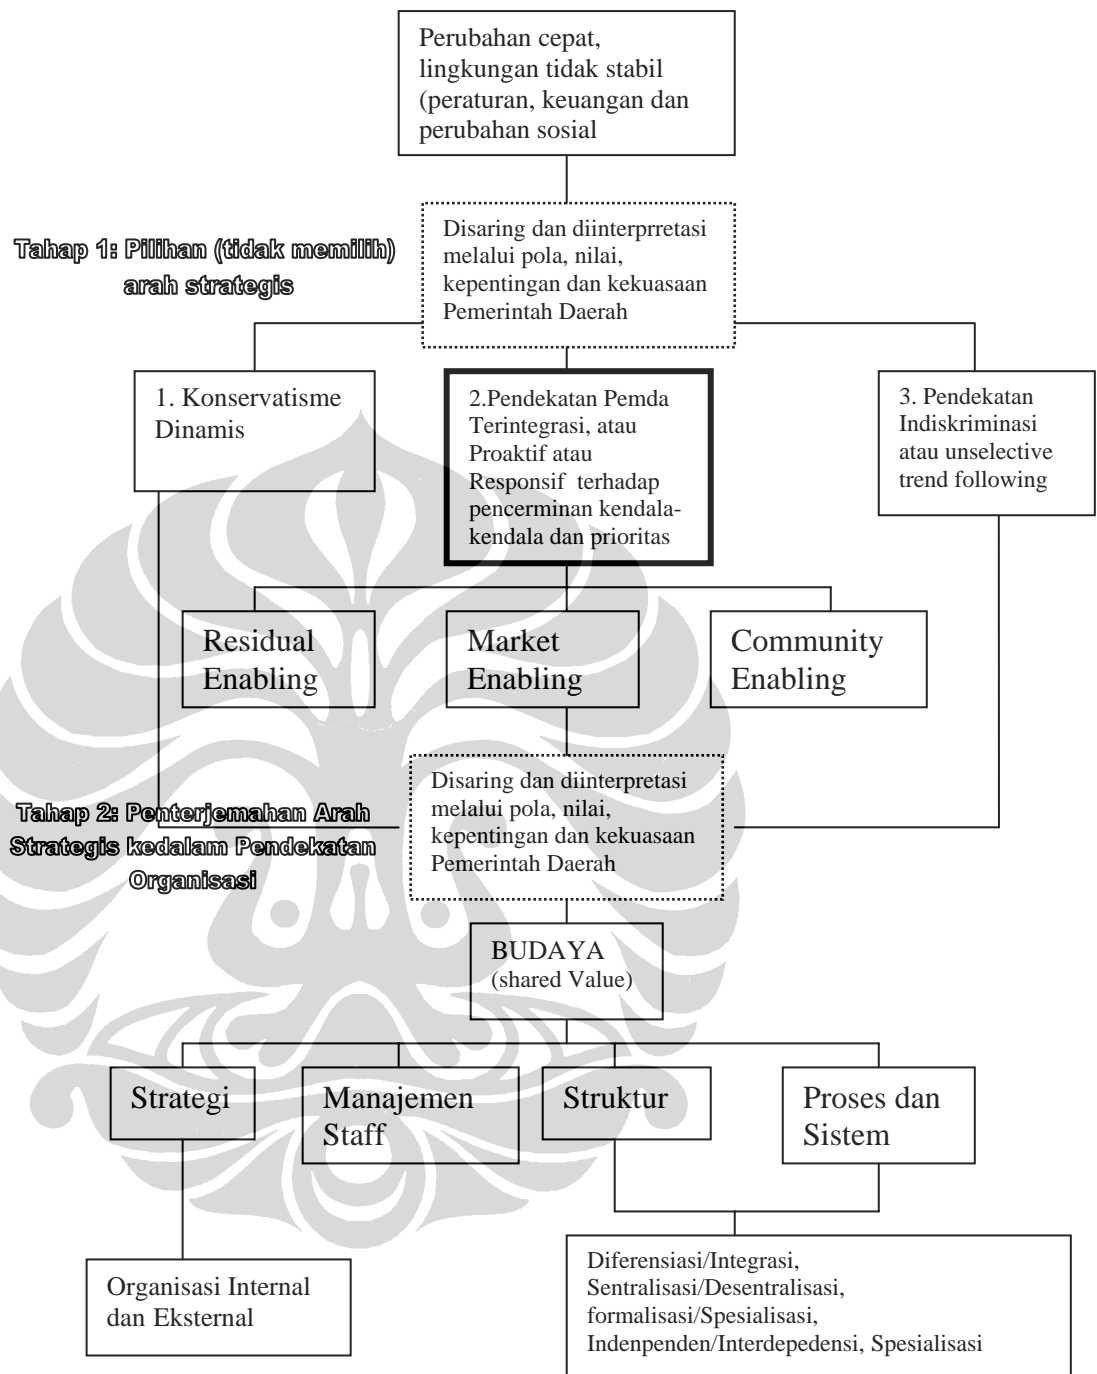 Perubahan cepat,
lingkungan tidak stabil
(peraturan, keuangan dan
perubahan sosial
Tahap 1: Pilihan (tidak memilih)
arah strategis
Disaring dan diinterprretasi
melalui pola, nilai,
kepentingan dan kekuasaan
Pemerintah Daerah
1. Konservatisme
Dinamis
2.Pendekatan Pemda
Terintegrasi, atau
Proaktif atau
Responsif terhadap
pencerminan kendala-
kendala dan prioritas
3. Pendekatan
Indiskriminasi
atau unselective
trend following
Residual
Enabling
Market
Enabling
Community
Enabling
Tahap 2: Penterjemahan Arah
Strategis kedalam Pendekatan
Organisasi
Disaring dan diinterpretasi
melalui pola, nilai,
kepentingan dan kekuasaan
Pemerintah Daerah
BUDAYA
(shared Value)
Strategi
Manajemen
Staff
Struktur
Proses dan
Sistem
Organisasi Internal
dan Eksternal
Diferensiasi/Integrasi,
Sentralisasi/Desentralisasi,
formalisasi/Spesialisasi,
Indenpenden/Interdepedensi, Spesialisasi